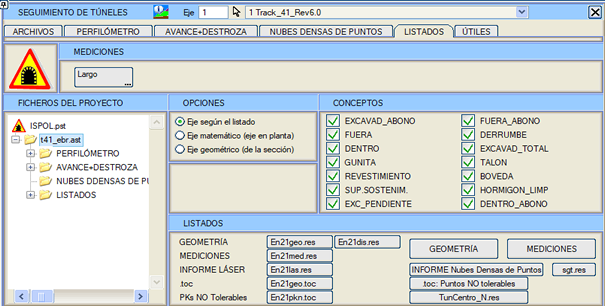 SEGUIMIENTO DE TÚNELES Eje 1 1 Track_41_Rev6.0
ARCHIVOS PERFILÓMETRO AVANCE+DESTROZA NUBES DENSAS DE PUNTOS LISTADOS ÚTILES
MEDICIONES
Largo ...
FICHEROS DEL PROYECTO
ISPOL.pst
t41_ebr.ast
PERFILÓMETRO
AVANCE+DESTROZA
NUBES DDENSAS DE PU
LISTADOS
OPCIONES
Eje según el listado
Eje matemático (eje en planta)
Eje geométrico (de la sección)
CONCEPTOS
EXCAVAD_ABONO FUERA_ABONO
FUERA DERRUMBE
DENTRO EXCAVAD_TOTAL
GUNITA TALON
REVESTIMIENTO BOVEDA
SUP.SOSTENIM. HORMIGON_LIMP
EXC_PENDIENTE DENTRO_ABONO
LISTADOS
GEOMETRÍA En21geo.res En21dis.res
MEDICIONES En21med.res
INFORME LÁSER En21las.res
.toc En21geo.toc
PKs NO Tolerables En21pkn.toc
GEOMETRÍA MEDICIONES
INFORME Nubes Densas de Puntos sgt.res
.toc: Puntos NO tolerables
TunCentro_N.res